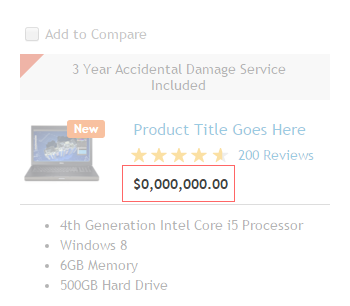 Add to Compare
3 Year Accidental Damage Service
Included
New
Product Title Goes Here
200 Reviews
$0,000,000.00
4th Generation Intel Core i5 Processor
Windows 8
6GB Memory
500GB Hard Drive